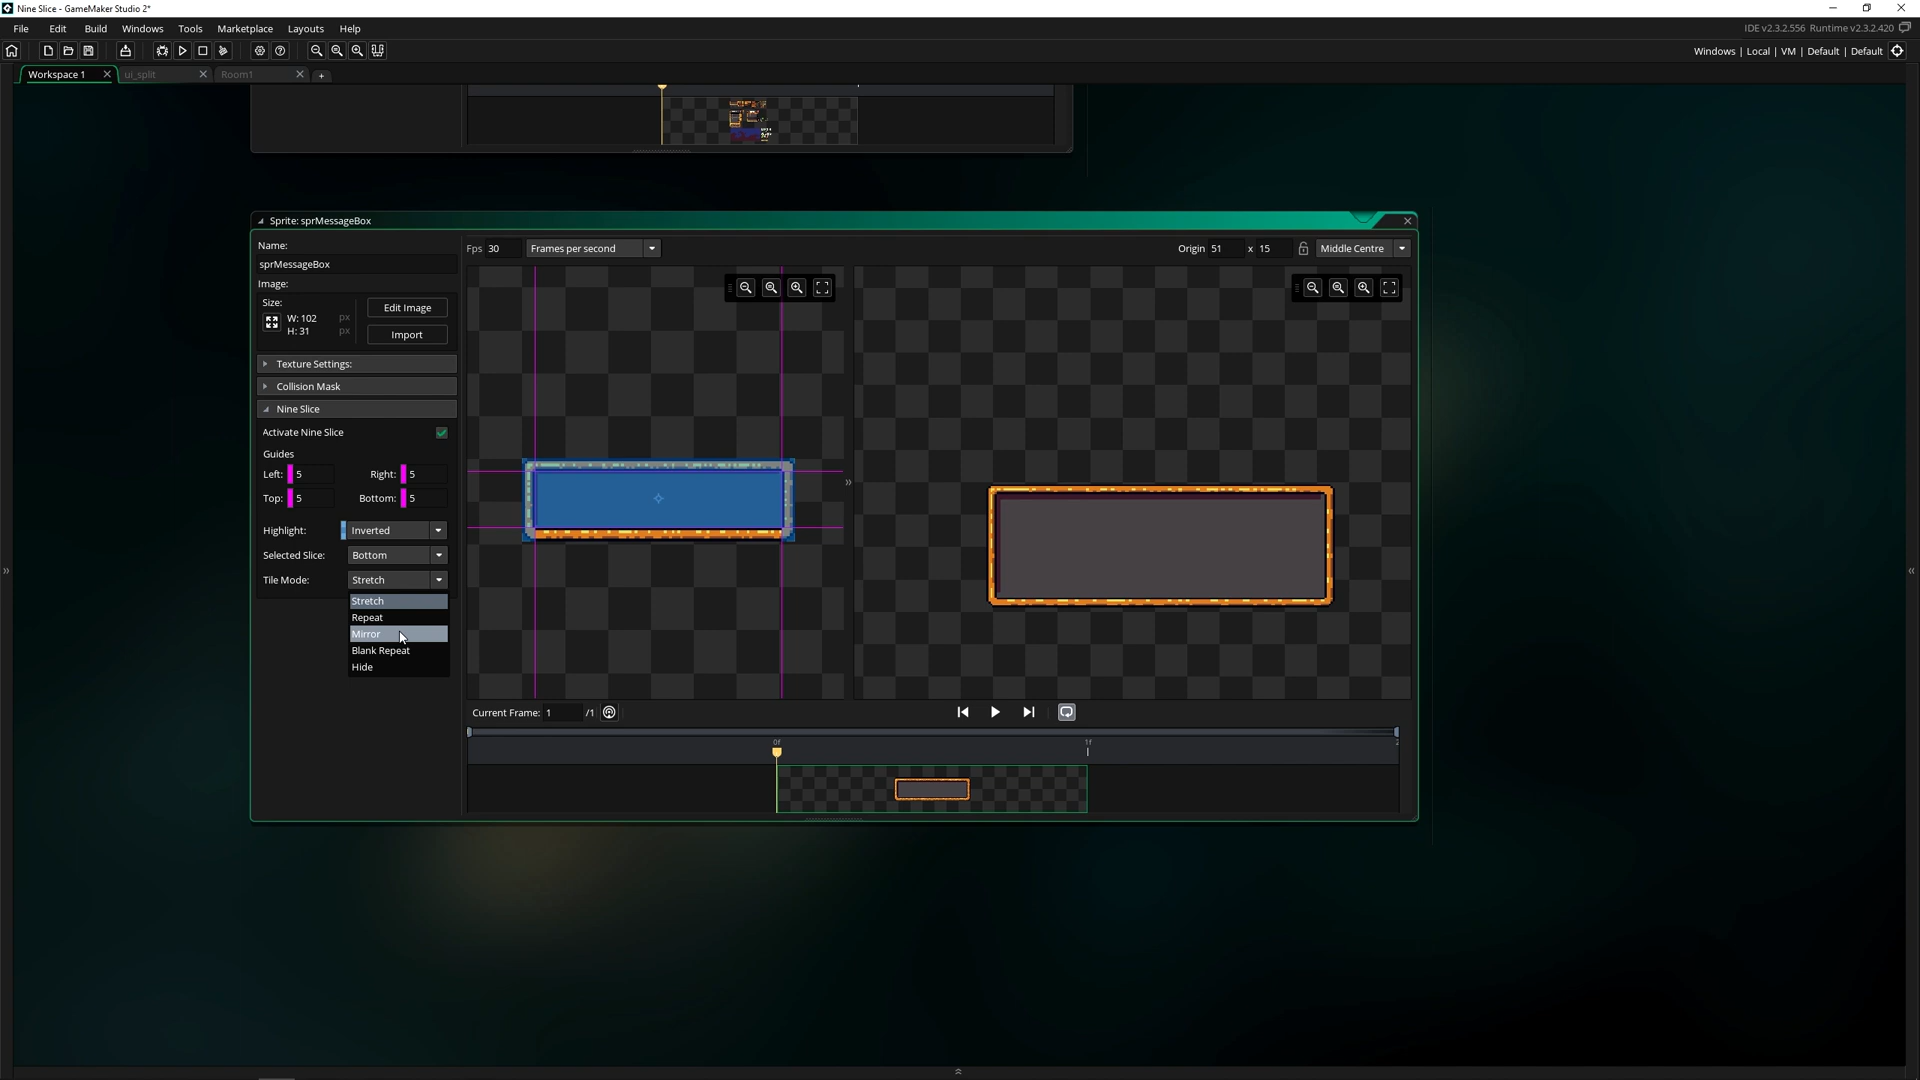 Nine Slice - GameMaker Studio 2*
File Edit Build Windows Tools Marketplace Layouts Help
IDE v2.3.2.556 Runtime v2.3.2.420
Windows | Local | VM | Default | Default
Workspace 1 ui_split Room1
Sprite: sprMessageBox
Name:
sprMessageBox
Fps 30 Frames per second
Origin 51 x 15 Middle Centre
Image:
Size:
W: 102 px
H: 31 px
Edit Image
Import
Texture Settings:
Collision Mask
Nine Slice
Activate Nine Slice
Guides
Left: 5 Right: 5
Top: 5 Bottom: 5
Highlight: Inverted
Selected Slice: Bottom
Tile Mode: Stretch
Stretch
Repeat
Mirror
Blank Repeat
Hide
Current Frame: 1 /1
0f 1f